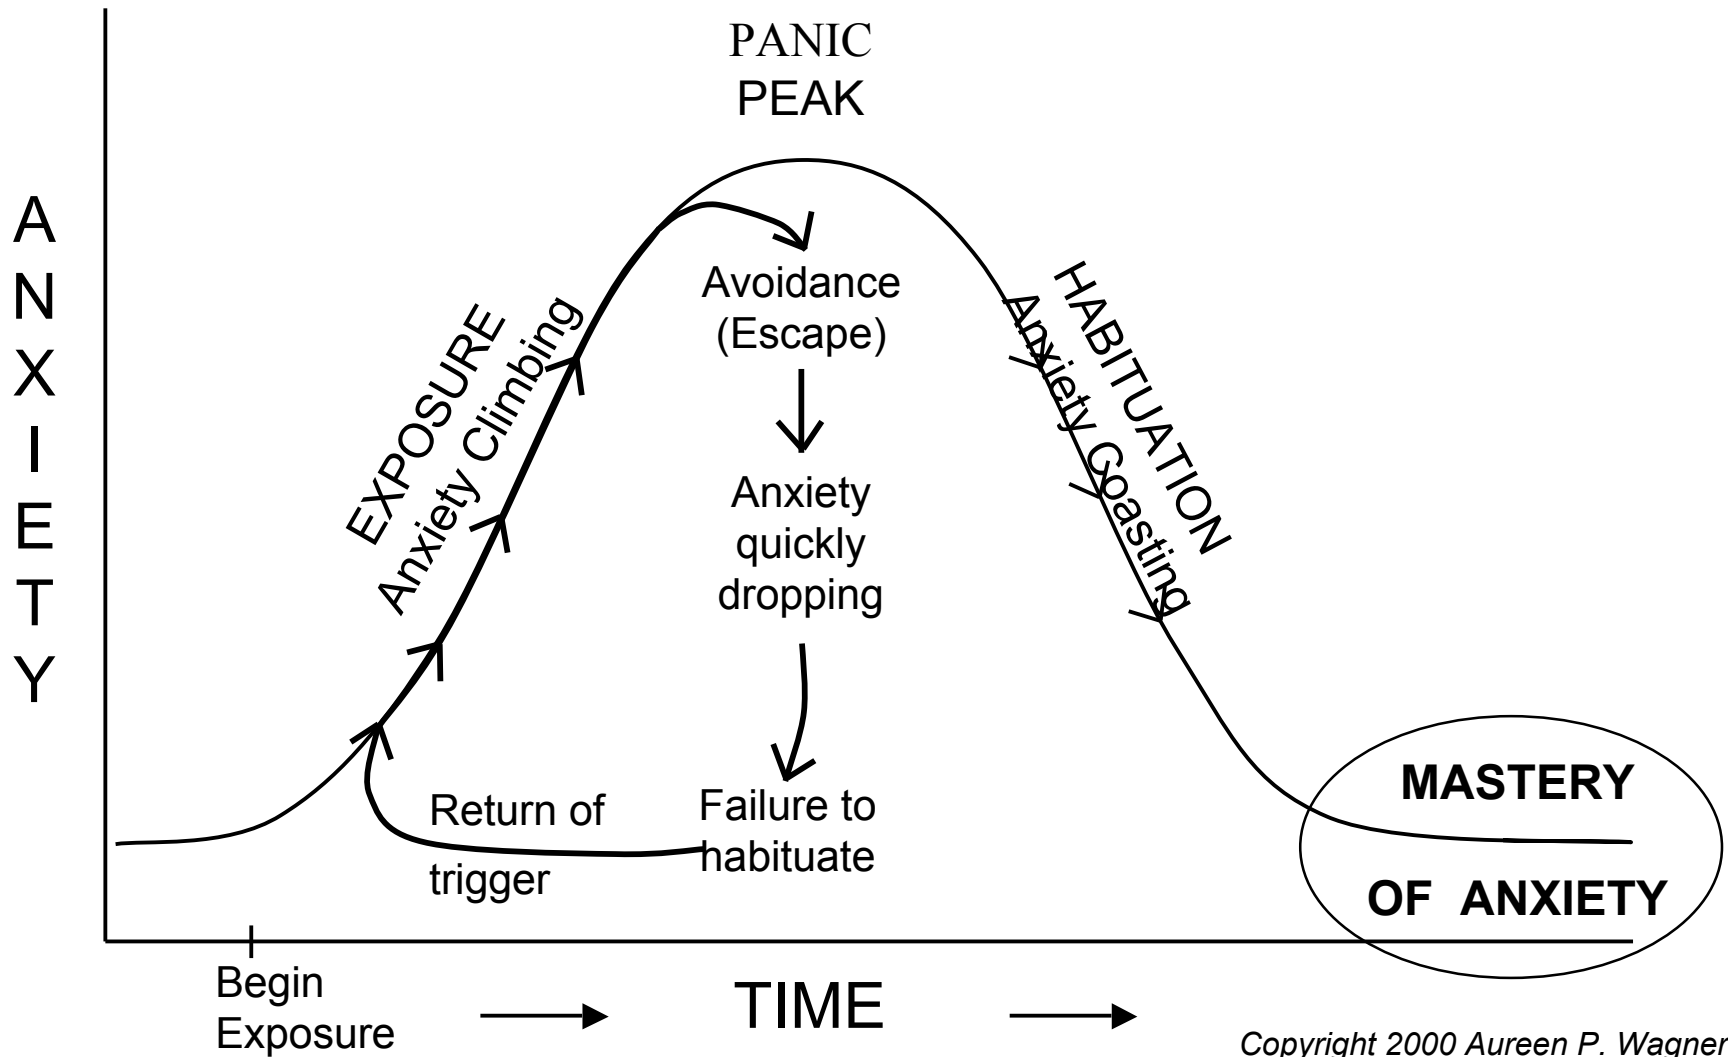 PANIC
PEAK
ANXIETY
EXPOSURE
Anxiety Climbing
Avoidance
(Escape)
Anxiety
quickly
dropping
Failure to
habituate
Return of
trigger
HABITUATION
Anxiety Coasting
MASTERY
OF ANXIETY
Begin
Exposure
TIME
Copyright 2000 Aureen P. Wagner